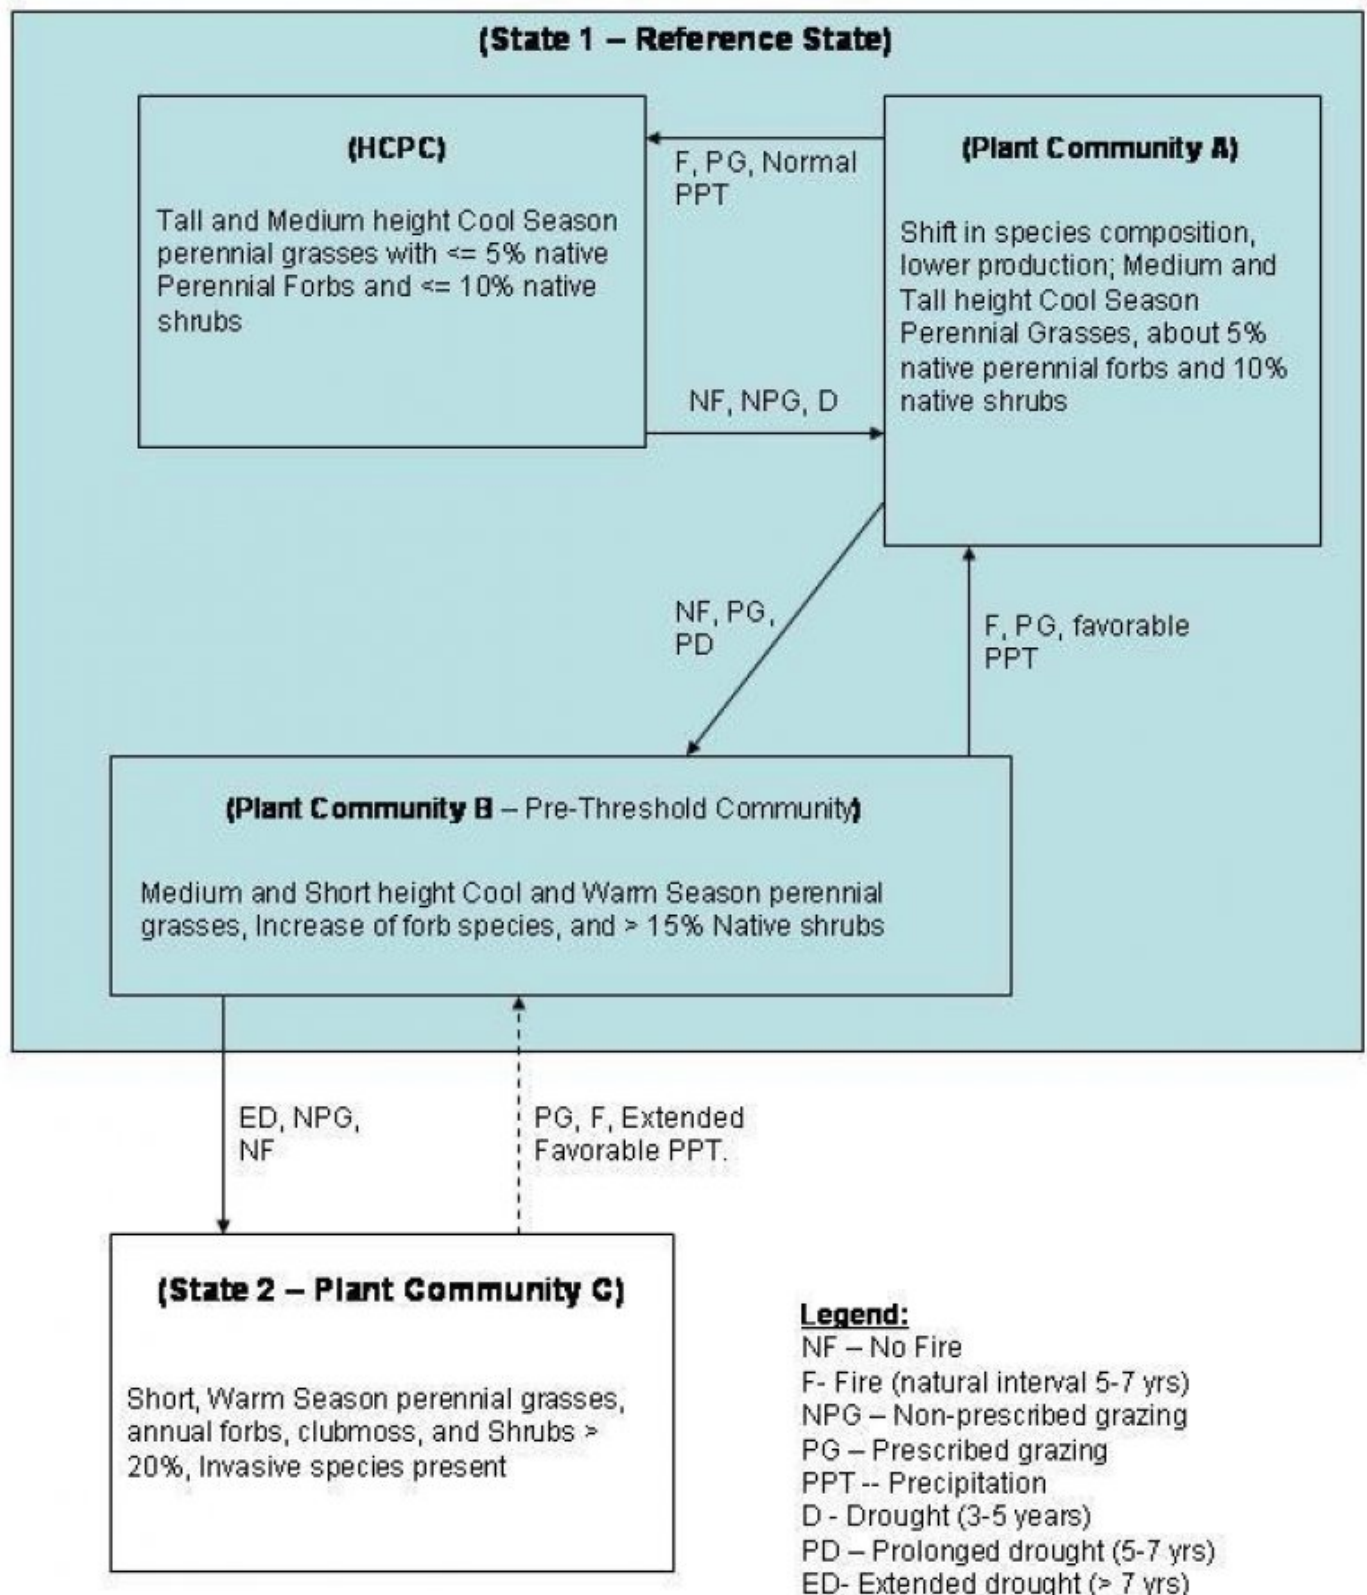 (State 1 – Reference State)
(HCPC)
Tall and Medium height Cool Season
perennial grasses with <= 5% native
Perennial Forbs and <= 10% native
shrubs
F, PG, Normal
PPT
NF, NPG, D
(Plant Community A)
Shift in species composition,
lower production; Medium and
Tall height Cool Season
Perennial Grasses, about 5%
native perennial forbs and 10%
native shrubs
NF, PG,
PD
F, PG, favorable
PPT
(Plant Community B – Pre-Threshold Community)
Medium and Short height Cool and Warm Season perennial
grasses, Increase of forb species, and > 15% Native shrubs
ED, NPG,
NF
PG, F, Extended
Favorable PPT.
(State 2 – Plant Community C)
Short, Warm Season perennial grasses,
annual forbs, clubmoss, and Shrubs >
20%, Invasive species present
Legend:
NF – No Fire
F- Fire (natural interval 5-7 yrs)
NPG – Non-prescribed grazing
PG – Prescribed grazing
PPT -- Precipitation
D - Drought (3-5 years)
PD – Prolonged drought (5-7 yrs)
ED- Extended drought (> 7 yrs)